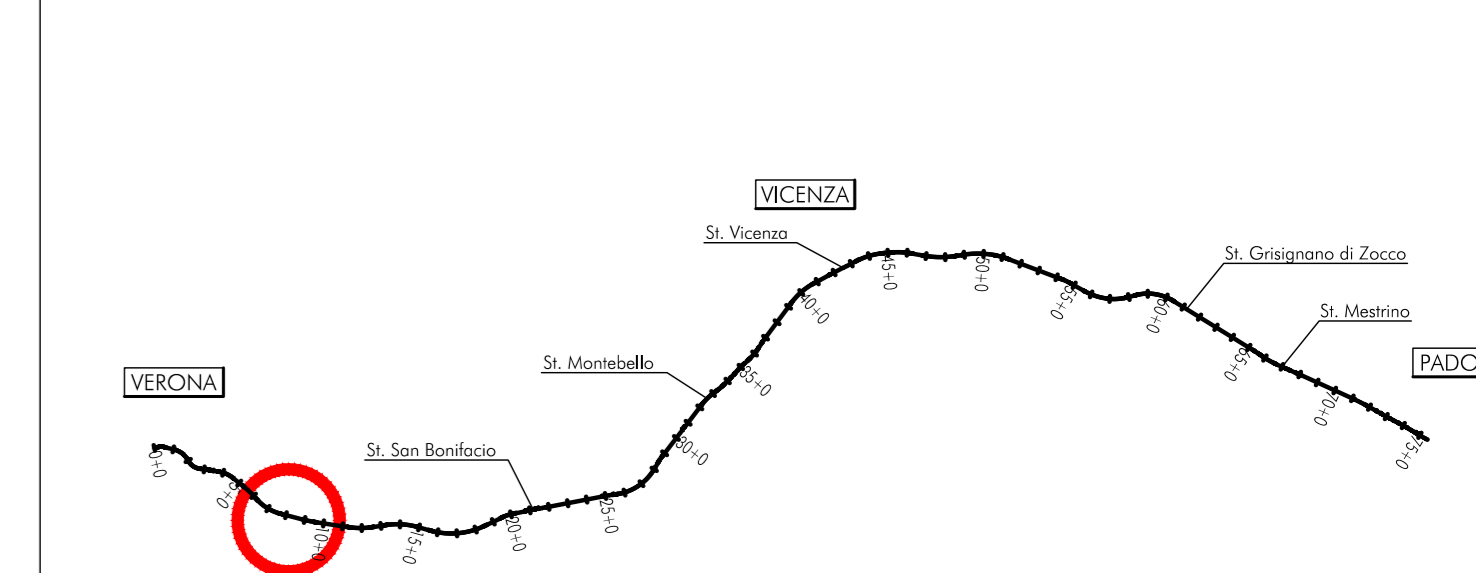 VICENZA
St. Vicenza
St. Grisignano di Zocco
St. Mestrino
St. Montebello
PADO
VERONA
St. San Bonifacio
0+0
5+0
10+0
15+0
20+0
25+0
30+0
35+0
40+0
45+0
50+0
55+0
60+0
65+0
70+0
75+0